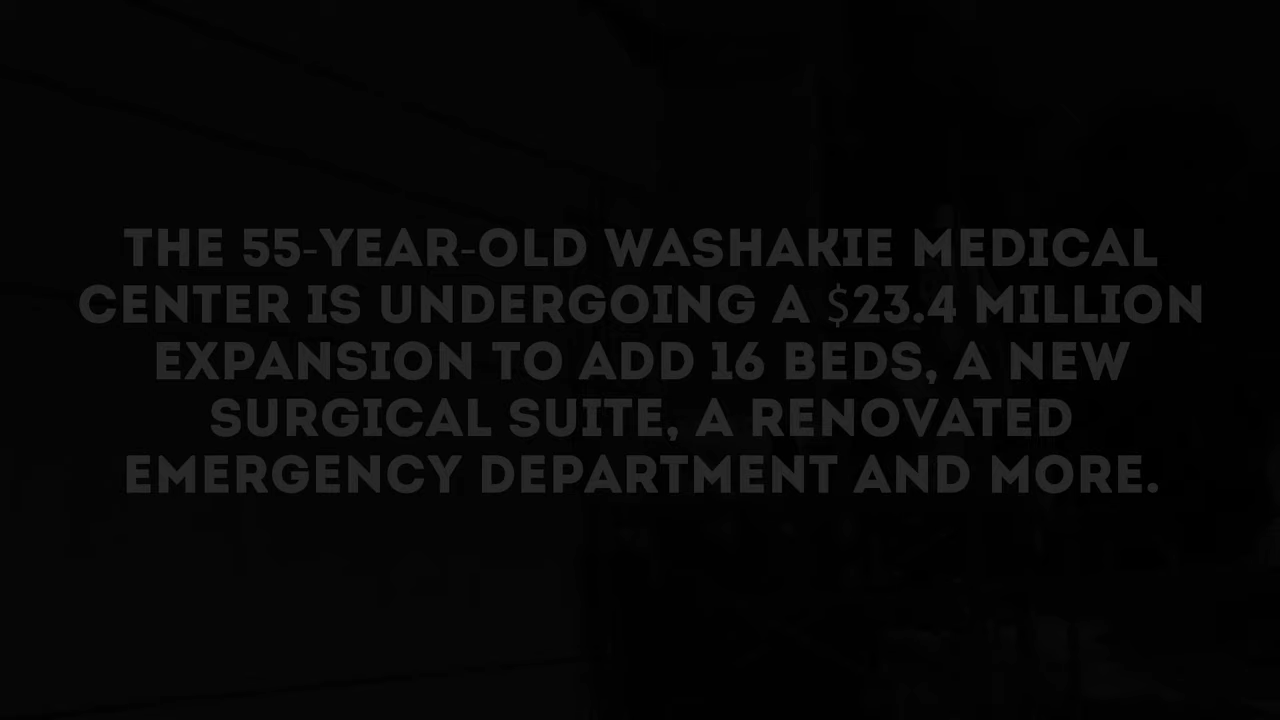 THE 55-YEAR-OLD WASHAKIE MEDICAL
CENTER IS UNDERGOING A $23.4 MILLION
EXPANSION TO ADD 16 BEDS, A NEW
SURGICAL SUITE, A RENOVATED
EMERGENCY DEPARTMENT AND MORE.